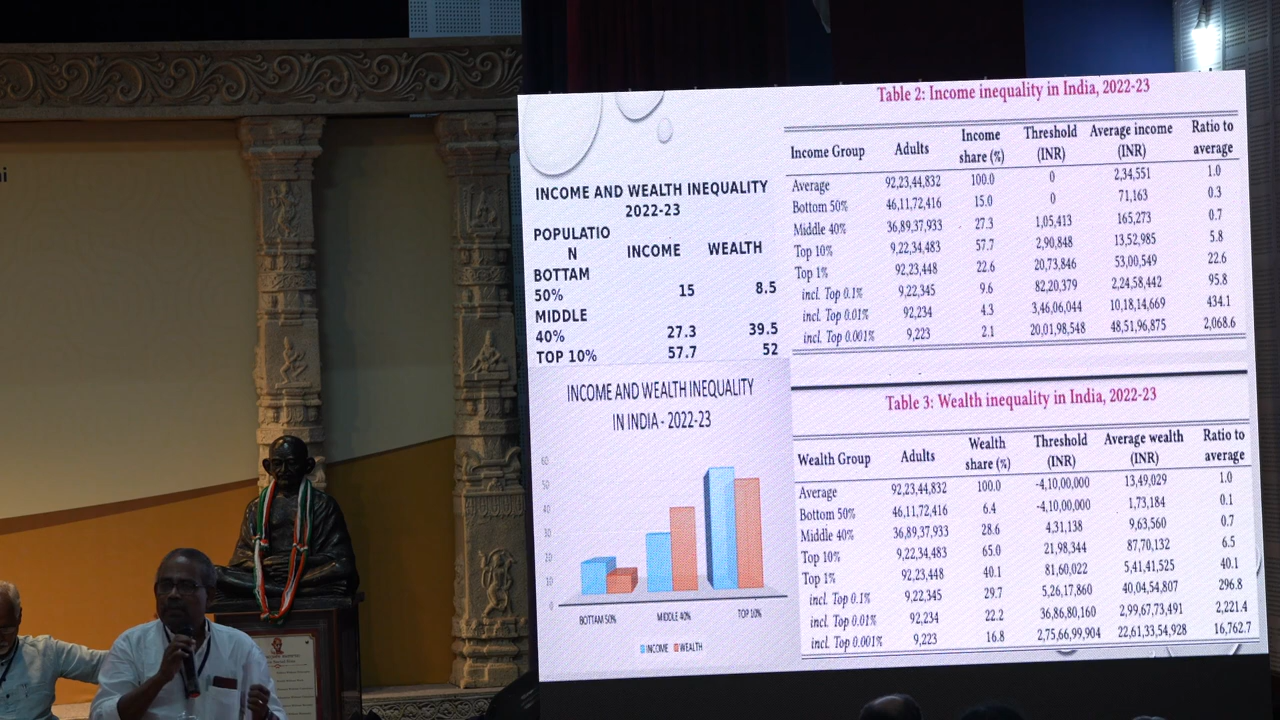 INCOME AND WEALTH INEQUALITY
2022-23
POPULATIO
N INCOME WEALTH
BOTTAM
50% 15 8.5
MIDDLE
40% 27.3 39.5
TOP 10% 57.7 52
INCOME AND WEALTH INEQUALITY
IN INDIA - 2022-23
60
50
40
30
20
10
0
BOTTAM 50% MIDDLE 40% TOP 10%
INCOME WEALTH
Table 2: Income inequality in India, 2022-23
Income Group Adults Income share (%) Threshold (INR) Average income (INR) Ratio to average
Average 92,23,44,832 100.0 0 2,34,551 1.0
Bottom 50% 46,11,72,416 15.0 0 71,163 0.3
Middle 40% 36,89,37,933 27.3 1,05,413 165,273 0.7
Top 10% 9,22,34,483 57.7 2,90,848 13,52,985 5.8
Top 1% 92,23,448 22.6 20,73,846 53,00,549 22.6
incl. Top 0.1% 9,22,345 9.6 82,20,379 2,24,58,442 95.8
incl. Top 0.01% 92,234 4.3 3,46,06,044 10,18,14,669 434.1
incl. Top 0.001% 9,223 2.1 20,01,98,548 48,51,96,875 2,068.6
Table 3: Wealth inequality in India, 2022-23
Wealth Group Adults Wealth share (%) Threshold (INR) Average wealth (INR) Ratio to average
Average 92,23,44,832 100.0 -4,10,00,000 13,49,029 1.0
Bottom 50% 46,11,72,416 6.4 -4,10,00,000 1,73,184 0.1
Middle 40% 36,89,37,933 28.6 4,31,138 9,63,560 0.7
Top 10% 9,22,34,483 65.0 21,98,344 87,70,132 6.5
Top 1% 92,23,448 40.1 81,60,022 5,41,41,525 40.1
incl. Top 0.1% 9,22,345 29.7 5,26,17,860 40,04,54,807 296.8
incl. Top 0.01% 92,234 22.2 36,86,80,160 2,99,67,73,491 2,221.4
incl. Top 0.001% 9,223 16.8 2,75,66,99,904 22,61,33,54,928 16,762.7